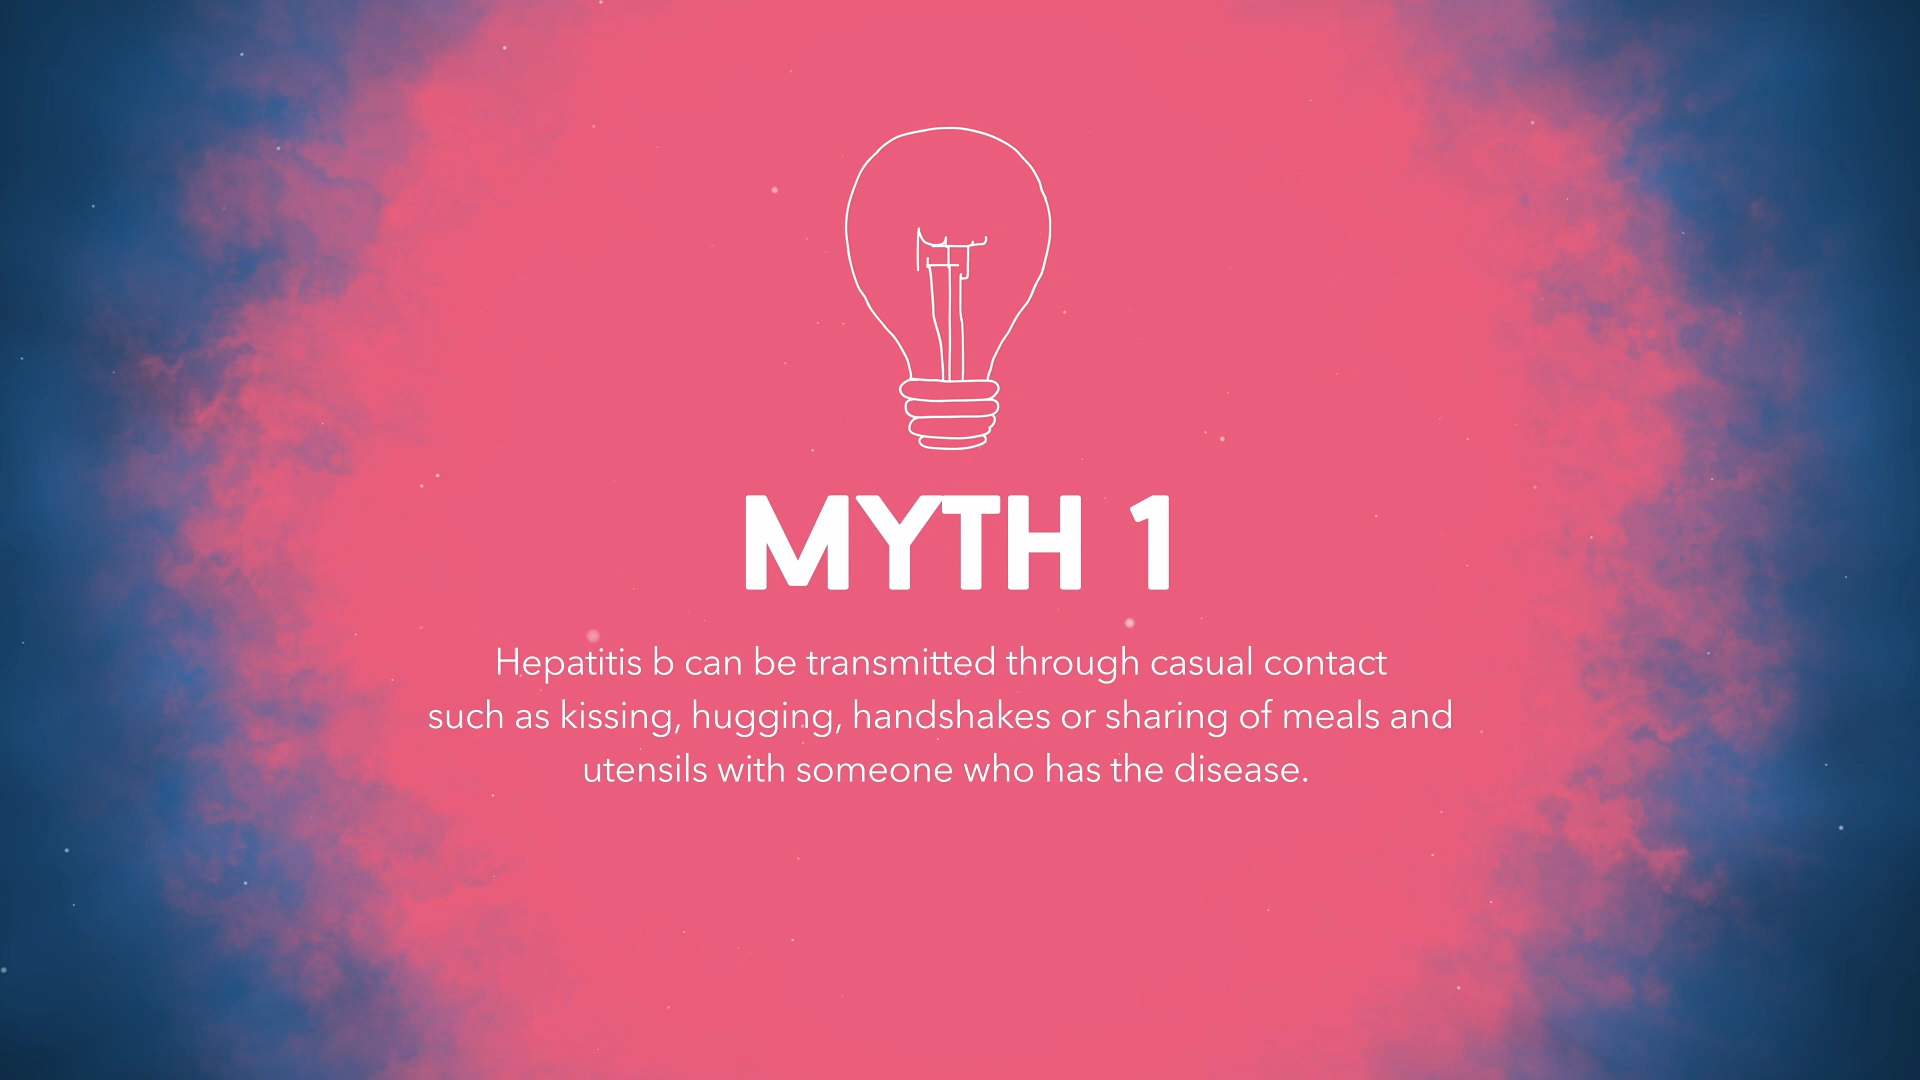 MYTH 1
Hepatitis b can be transmitted through casual contact
such as kissing, hugging, handshakes or sharing of meals and
utensils with someone who has the disease.